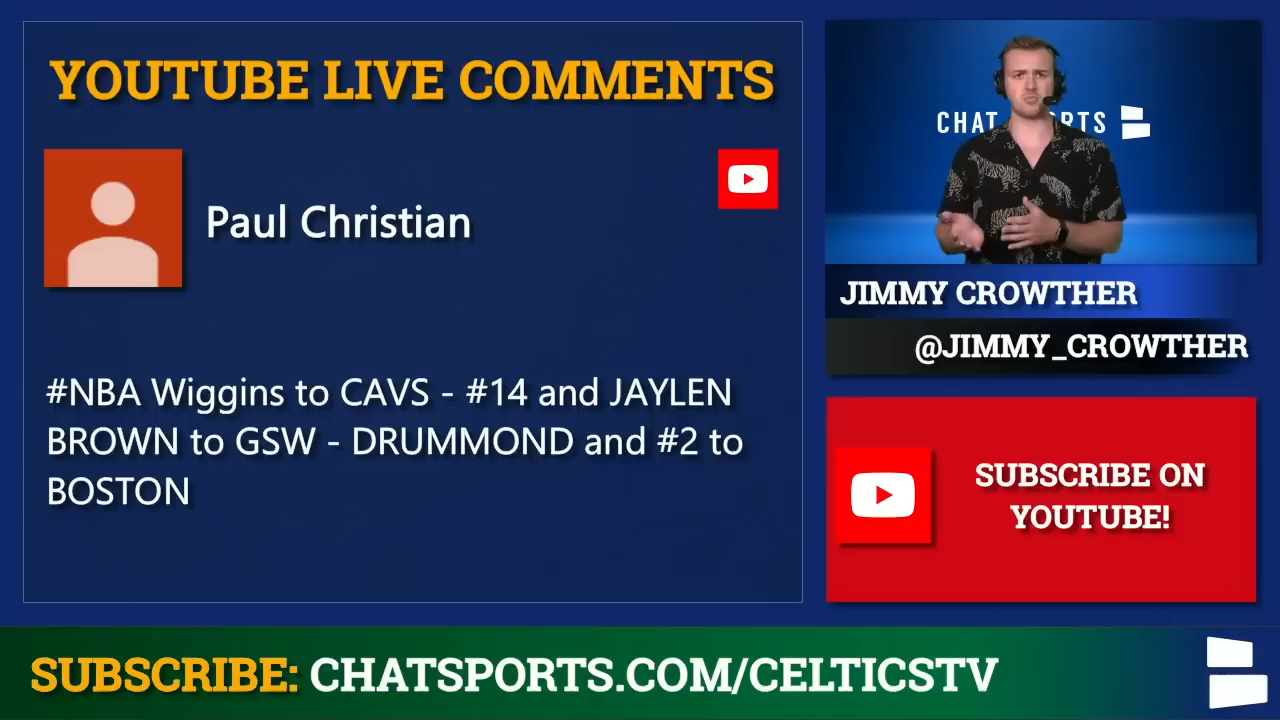 YOUTUBE LIVE COMMENTS
Paul Christian
#NBA Wiggins to CAVS - #14 and JAYLEN
BROWN to GSW - DRUMMOND and #2 to
BOSTON
JIMMY CROWTHER
@JIMMY_CROWTHER
SUBSCRIBE ON
YOUTUBE!
SUBSCRIBE: CHATSPORTS.COM/CELTICSTV